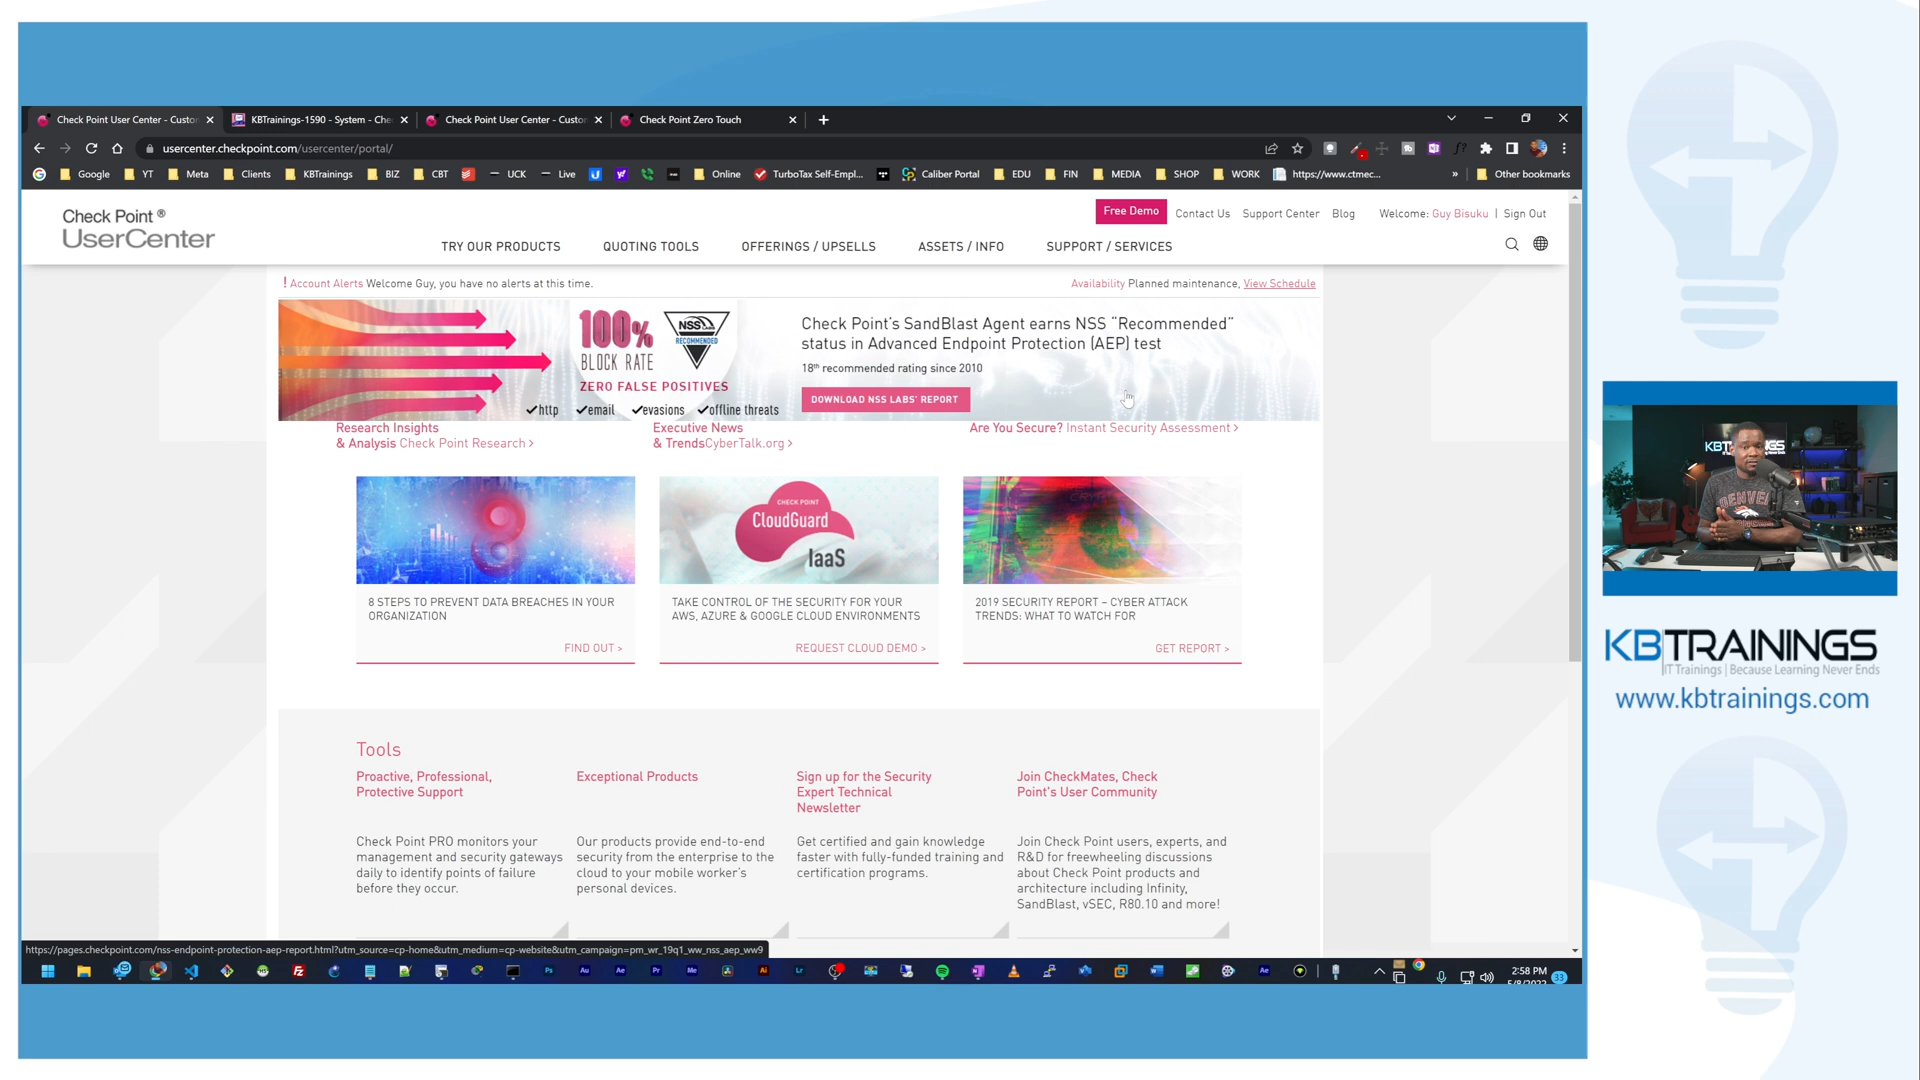 Check Point User Center - Custo
KBTrainings-1590 - System - Che
Check Point User Center - Custo
Check Point Zero Touch
usercenter.checkpoint.com/usercenter/portal/
Google YT Meta Clients KBTrainings BIZ CBT UCK Live Online TurboTax Self-Empl... Caliber Portal EDU FIN MEDIA SHOP WORK https://www.ctmec... » Other bookmarks
Check Point ®
UserCenter
Free Demo Contact Us Support Center Blog Welcome: Guy Bisuku | Sign Out
TRY OUR PRODUCTS QUOTING TOOLS OFFERINGS / UPSELLS ASSETS / INFO SUPPORT / SERVICES
! Account Alerts Welcome Guy, you have no alerts at this time.
Availability Planned maintenance, View Schedule
100%
BLOCK RATE
NSS LABS
RECOMMENDED
ZERO FALSE POSITIVES
✓http ✓email ✓evasions ✓offline threats
Check Point's SandBlast Agent earns NSS "Recommended"
status in Advanced Endpoint Protection (AEP) test
18th recommended rating since 2010
DOWNLOAD NSS LABS' REPORT
Research Insights
& Analysis Check Point Research >
Executive News
& TrendsCyberTalk.org >
Are You Secure? Instant Security Assessment >
CHECK POINT
CloudGuard
IaaS
8 STEPS TO PREVENT DATA BREACHES IN YOUR
ORGANIZATION
FIND OUT >
TAKE CONTROL OF THE SECURITY FOR YOUR
AWS, AZURE & GOOGLE CLOUD ENVIRONMENTS
REQUEST CLOUD DEMO >
2019 SECURITY REPORT – CYBER ATTACK
TRENDS: WHAT TO WATCH FOR
GET REPORT >
Tools
Proactive, Professional,
Protective Support
Check Point PRO monitors your
management and security gateways
daily to identify points of failure
before they occur.
Exceptional Products
Our products provide end-to-end
security from the enterprise to the
cloud to your mobile worker's
personal devices.
Sign up for the Security
Expert Technical
Newsletter
Get certified and gain knowledge
faster with fully-funded training and
certification programs.
Join CheckMates, Check
Point's User Community
Join Check Point users, experts, and
R&D for freewheeling discussions
about Check Point products and
architecture including Infinity,
SandBlast, vSEC, R80.10 and more!
https://pages.checkpoint.com/nss-endpoint-protection-aep-report.html?utm_source=cp-home&utm_medium=cp-website&utm_campaign=pm_wr_19q1_ww_nss_aep_ww9
Ps Au Ae Pr Me Ai Lr Ae
2:58 PM
5/8/2022
33
DENVER
KBTRAININGS
IT Trainings | Because Learning Never Ends
www.kbtrainings.com